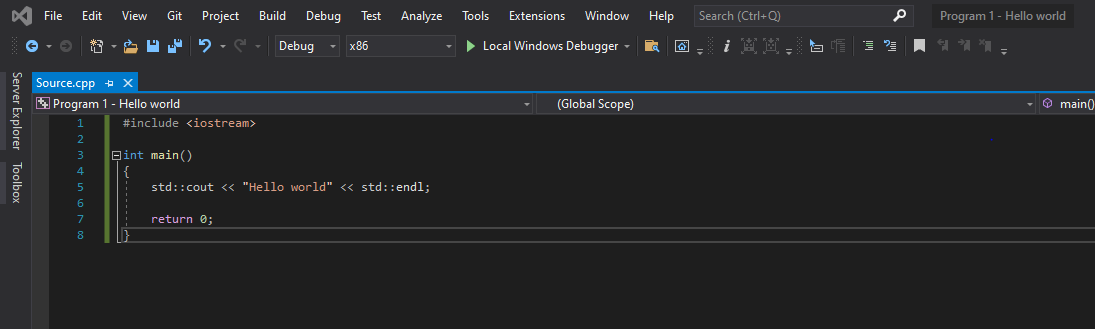 File Edit View Git Project Build Debug Test Analyze Tools Extensions Window Help Search (Ctrl+Q) Program 1 - Hello world
Debug x86 Local Windows Debugger
Server Explorer
Toolbox
Source.cpp
Program 1 - Hello world (Global Scope) main()
1 #include <iostream>
2
3 int main()
4 {
5 std::cout << "Hello world" << std::endl;
6
7 return 0;
8 }